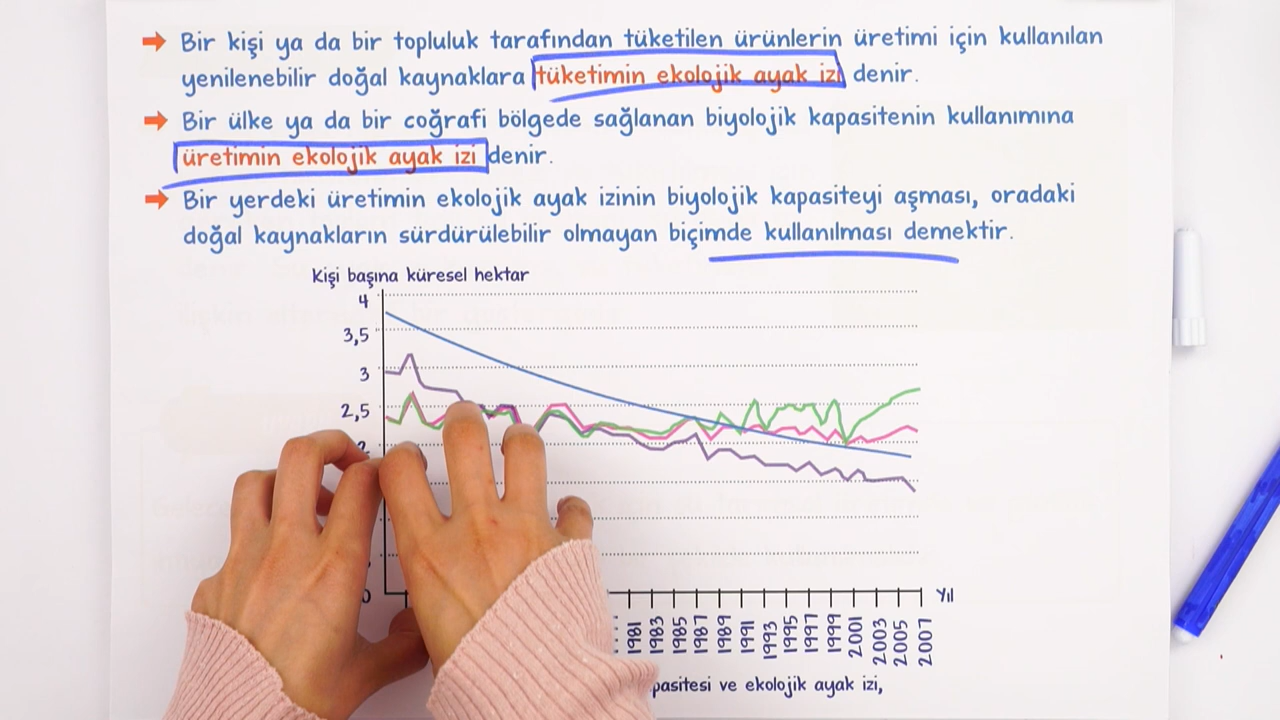 Bir kişi ya da bir topluluk tarafından tüketilen ürünlerin üretimi için kullanılan
yenilenebilir doğal kaynaklara tüketimin ekolojik ayak izi denir.
Bir ülke ya da bir coğrafi bölgede sağlanan biyolojik kapasitenin kullanımına
üretimin ekolojik ayak izi denir.
Bir yerdeki üretimin ekolojik ayak izinin biyolojik kapasiteyi aşması, oradaki
doğal kaynakların sürdürülebilir olmayan biçimde kullanılması demektir.
Kişi başına küresel hektar
4
3,5
3
2,5
0
1981 1983 1985 1987 1989 1991 1993 1995 1997 1999 2001 2003 2005 2007
Yıl
pasitesi ve ekolojik ayak izi,